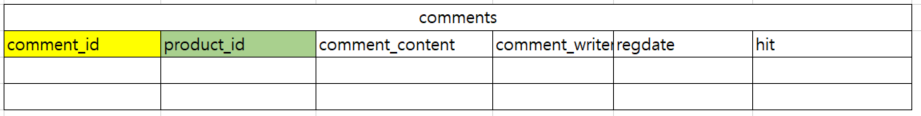 comments
comment_id product_id comment_content comment_writer regdate hit